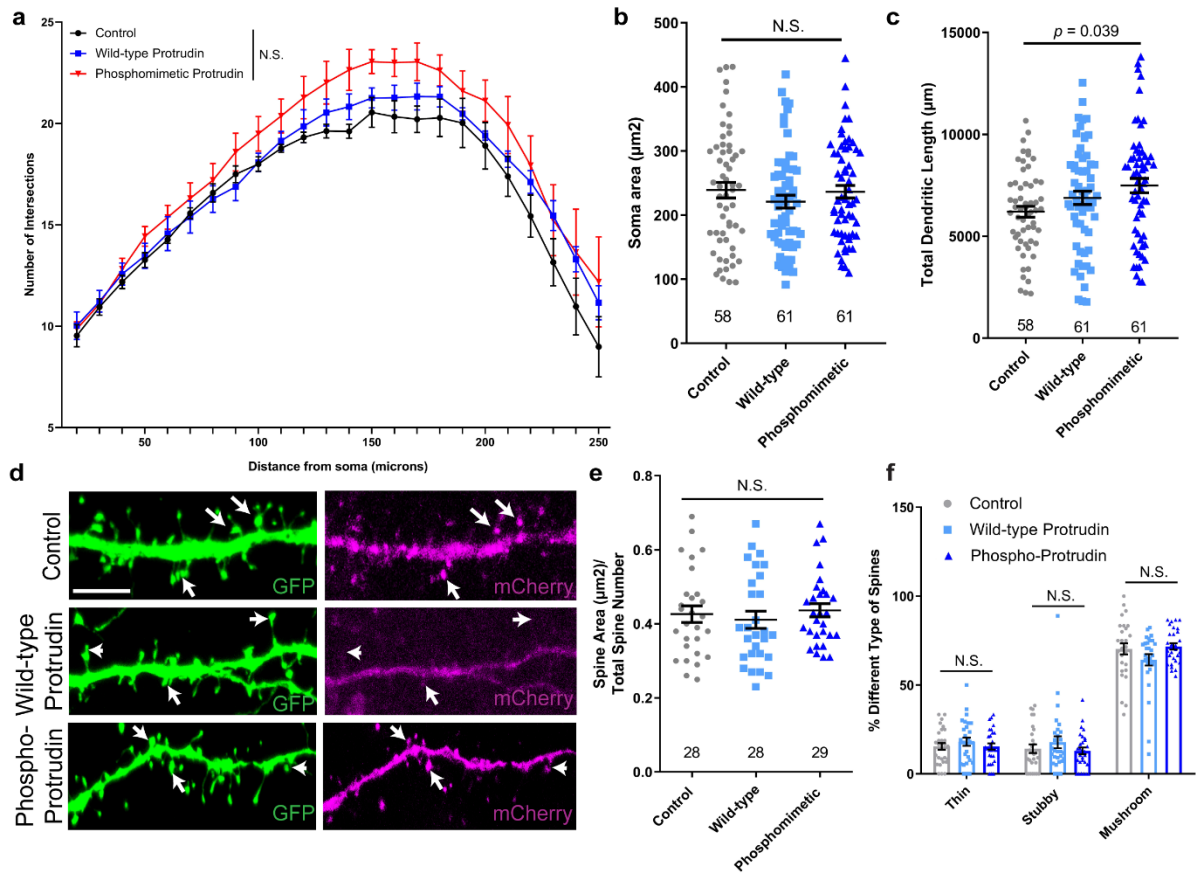 a
Number of Intersections
25
20
15
10
5
Control
Wild-type Protrudin
Phosphomimetic Protrudin
N.S.
50
100
150
200
250
Distance from soma (microns)
b
Soma area (μm2)
500
400
300
200
100
0
N.S.
58
61
61
Control
Wild-type
Phosphomimetic
c
Total Dendritic Length (μm)
15000
10000
5000
0
p = 0.039
58
61
61
Control
Wild-type
Phosphomimetic
d
Control
GFP
mCherry
Wild-type
Protrudin
GFP
mCherry
Phospho-
Protrudin
GFP
mCherry
e
Spine Area (μm2)/
Total Spine Number
0.8
0.6
0.4
0.2
0.0
N.S.
28
28
29
Control
Wild-type
Phosphomimetic
f
% Different Type of Spines
150
100
50
0
Control
Wild-type Protrudin
Phospho-Protrudin
N.S.
N.S.
N.S.
Thin
Stubby
Mushroom